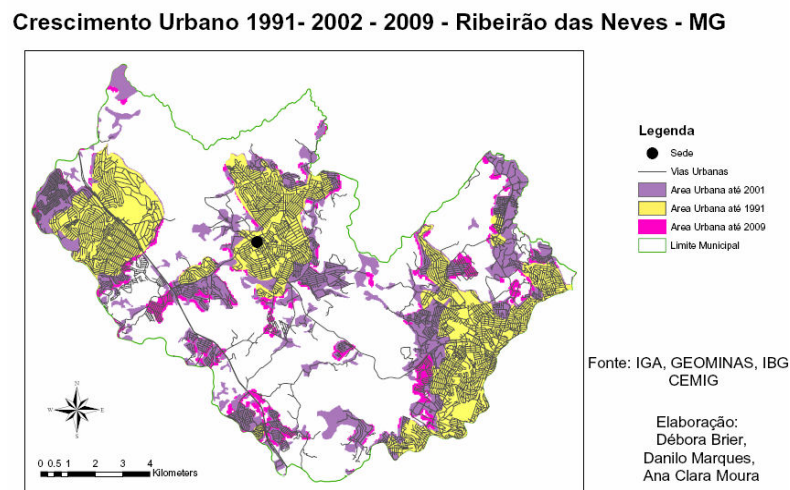 Crescimento Urbano 1991- 2002 - 2009 - Ribeirão das Neves - MG
Legenda
Sede
Vias Urbanas
Area Urbana até 2001
Area Urbana até 1991
Area Urbana até 2009
Limite Municipal
Fonte: IGA, GEOMINAS, IBG
CEMIG
Elaboração:
Débora Brier,
Danilo Marques,
Ana Clara Moura
N
W E
S
0 0.5 1 2 3 4
Kilometers